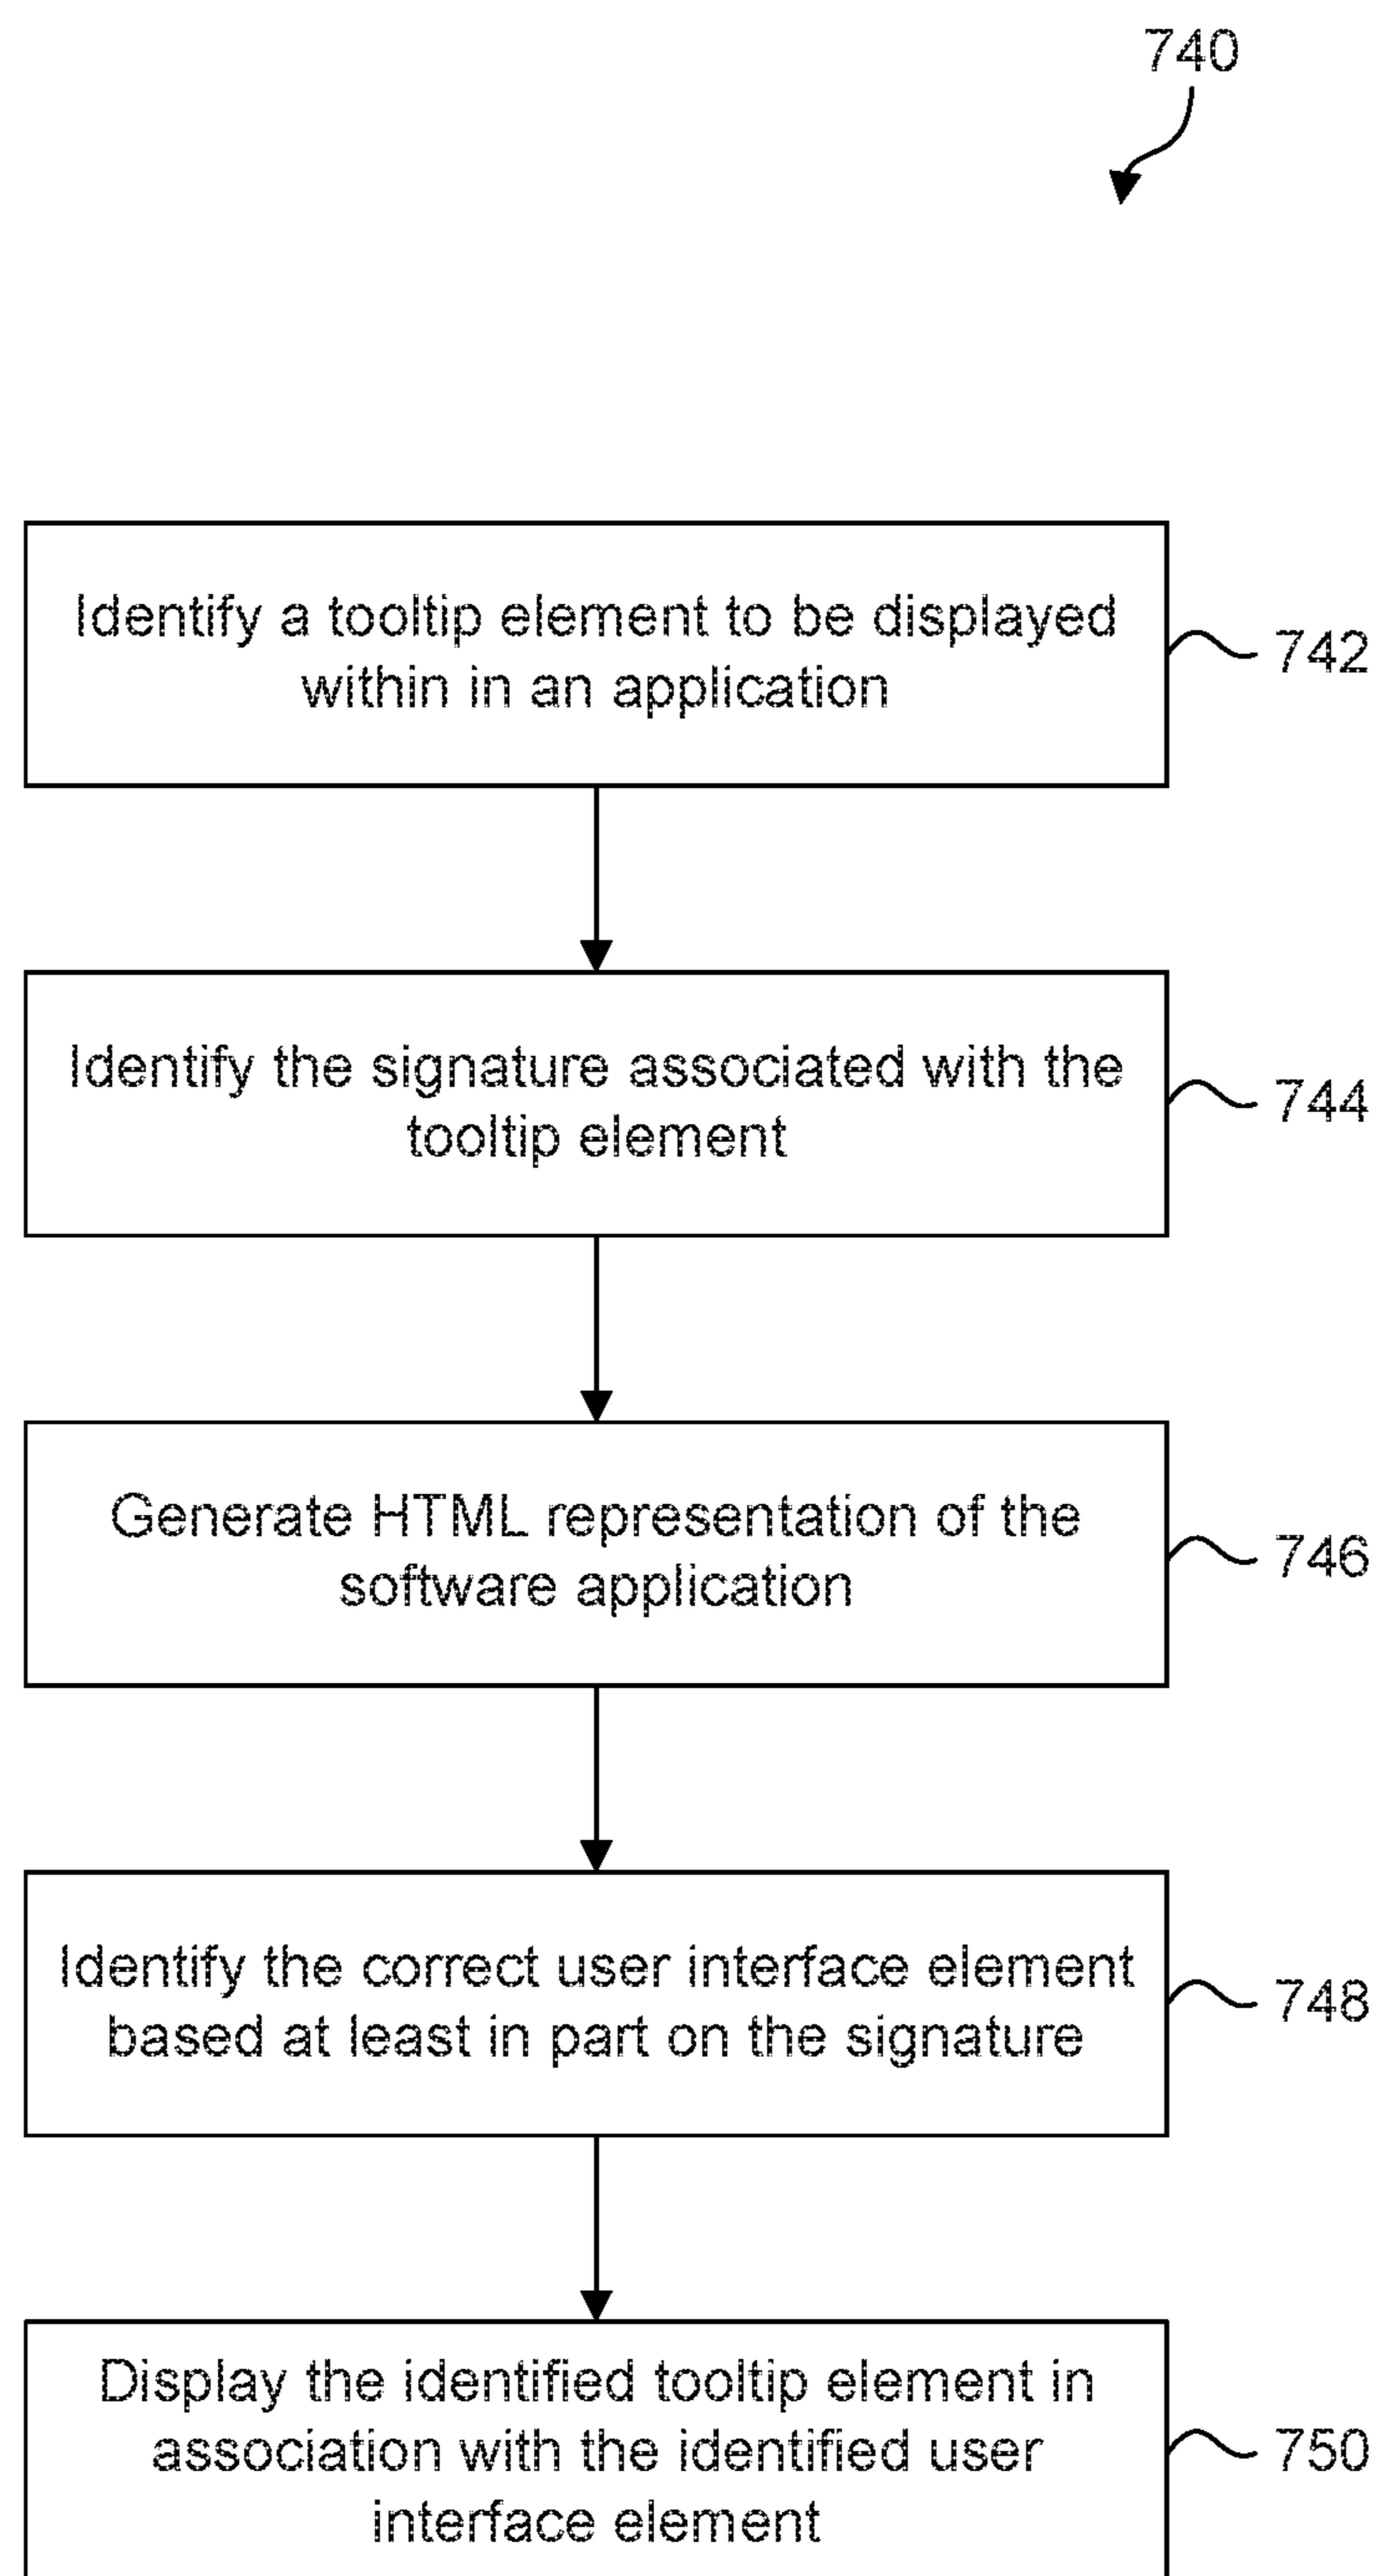 740
Identify a tooltip element to be displayed
within in an application
742
Identify the signature associated with the
tooltip element
744
Generate HTML representation of the
software application
746
Identify the correct user interface element
based at least in part on the signature
748
Display the identified tooltip element in
association with the identified user
interface element
750